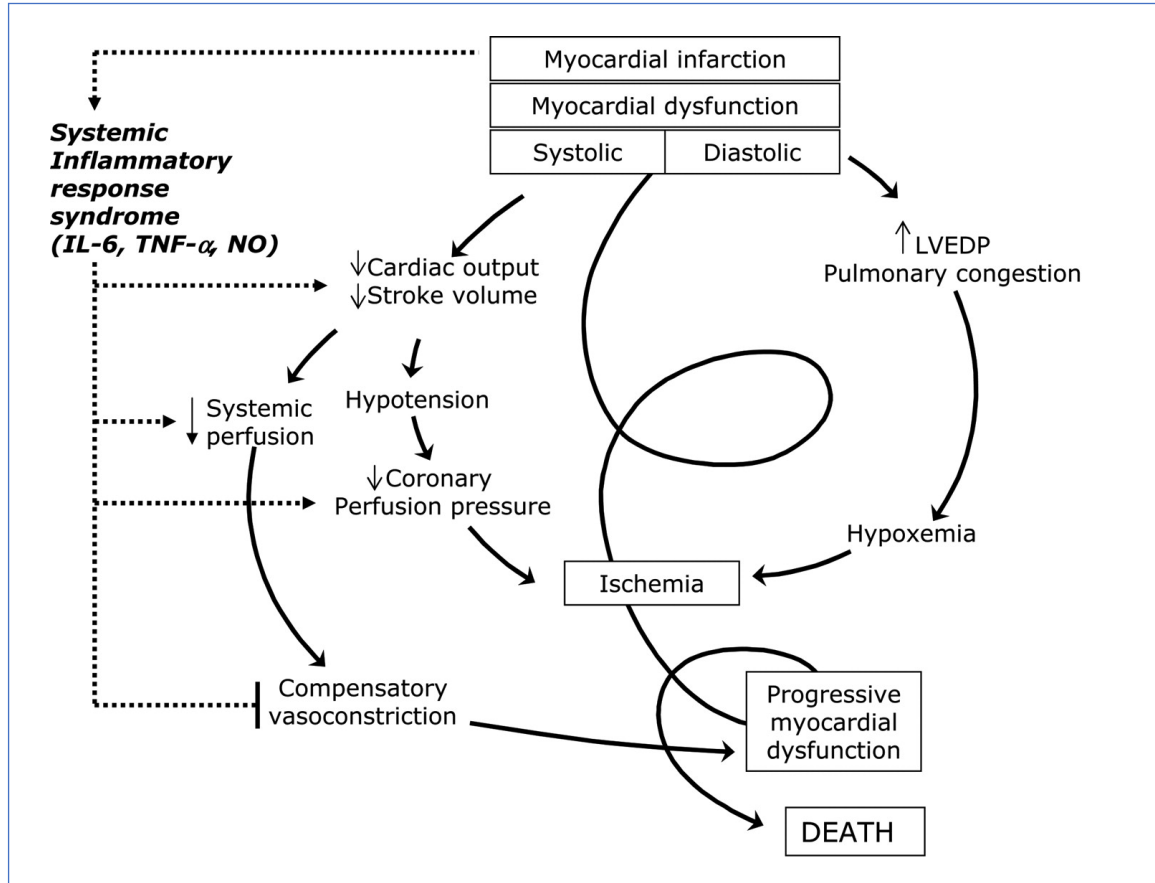 Myocardial infarction
Myocardial dysfunction
Systolic
Diastolic
Systemic
Inflammatory
response
syndrome
(IL-6, TNF-α, NO)
↓Cardiac output
↓Stroke volume
↑LVEDP
Pulmonary congestion
↓ Systemic
perfusion
Hypotension
↓Coronary
Perfusion pressure
Hypoxemia
Ischemia
Compensatory
vasoconstriction
Progressive
myocardial
dysfunction
DEATH